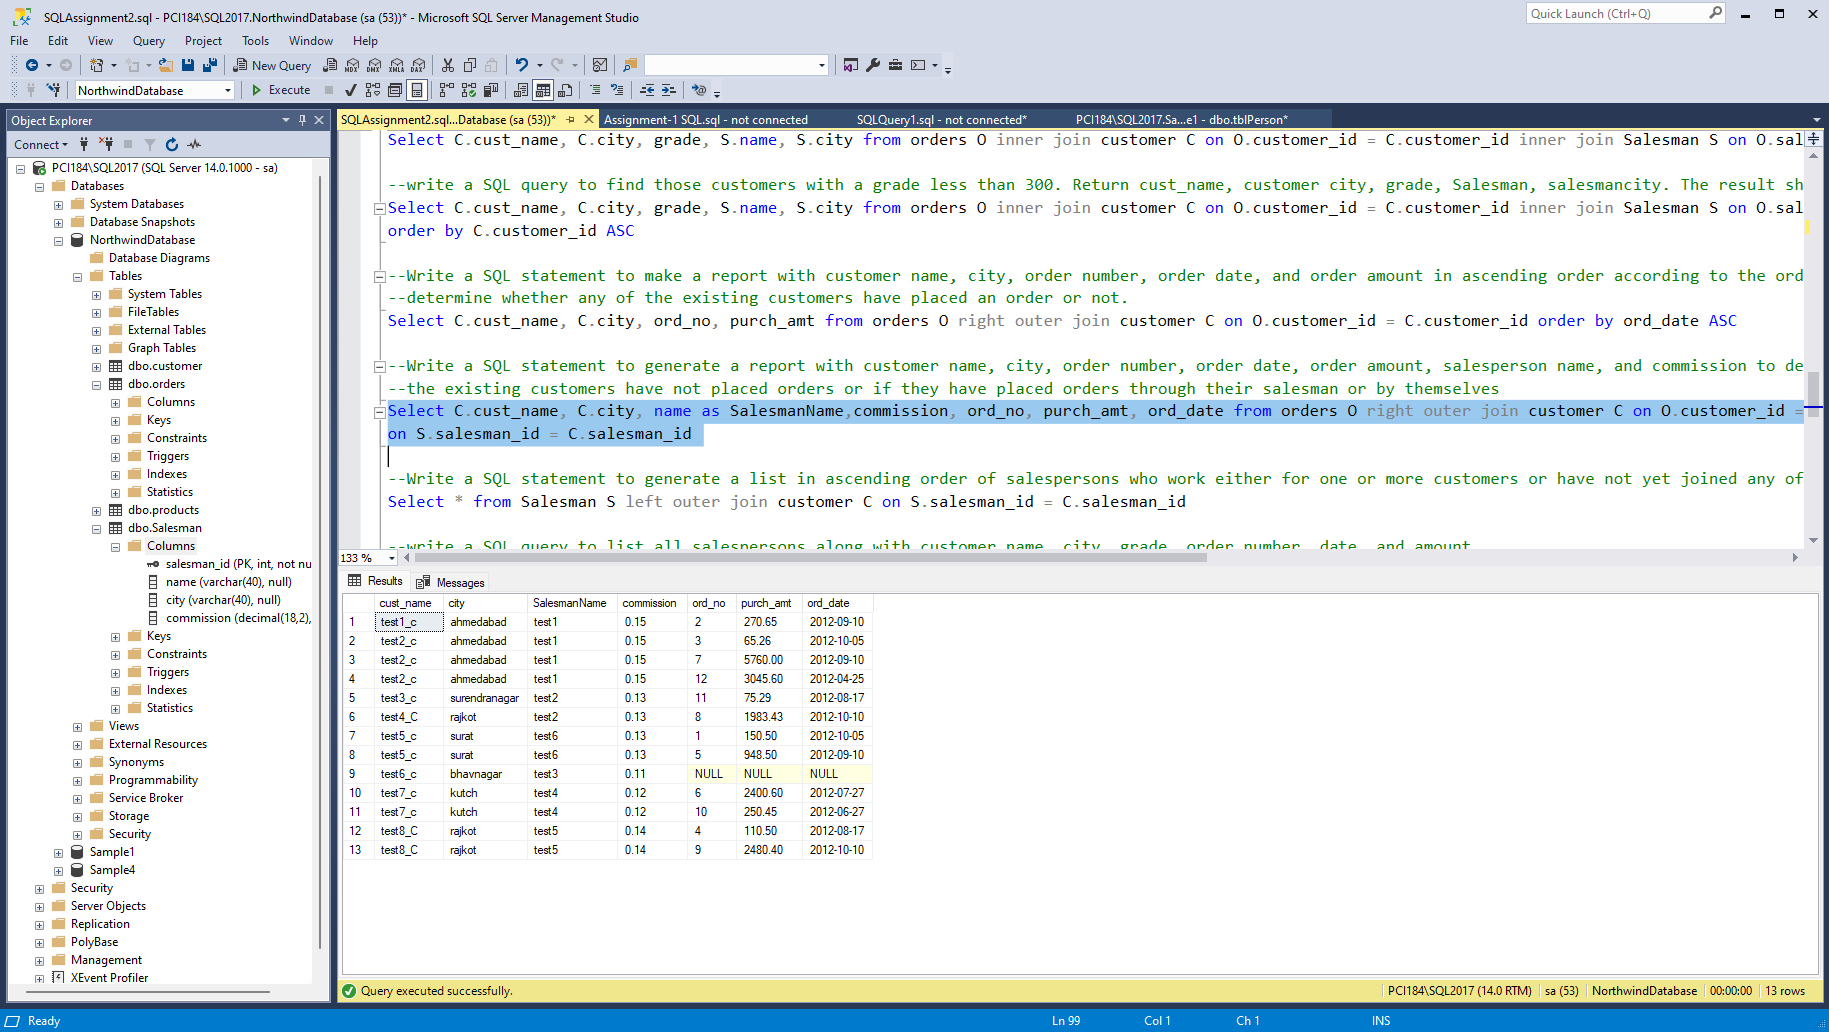 SQLAssignment2.sql - PCI184\SQL2017.NorthwindDatabase (sa (53))* - Microsoft SQL Server Management Studio
Quick Launch (Ctrl+Q)
File Edit View Query Project Tools Window Help
New Query MDX DMX XMLA DAX
NorthwindDatabase Execute
Object Explorer
Connect
PCI184\SQL2017 (SQL Server 14.0.1000 - sa)
Databases
System Databases
Database Snapshots
NorthwindDatabase
Database Diagrams
Tables
System Tables
FileTables
External Tables
Graph Tables
dbo.customer
dbo.orders
Columns
Keys
Constraints
Triggers
Indexes
Statistics
dbo.products
dbo.Salesman
Columns
salesman_id (PK, int, not nu
name (varchar(40), null)
city (varchar(40), null)
commission (decimal(18,2),
Keys
Constraints
Triggers
Indexes
Statistics
Views
External Resources
Synonyms
Programmability
Service Broker
Storage
Security
Sample1
Sample4
Security
Server Objects
Replication
PolyBase
Management
XEvent Profiler
SQLAssignment2.sql...Database (sa (53))* Assignment-1 SQL.sql - not connected SQLQuery1.sql - not connected* PCI184\SQL2017.Sa...e1 - dbo.tblPerson*
Select C.cust_name, C.city, grade, S.name, S.city from orders O inner join customer C on O.customer_id = C.customer_id inner join Salesman S on O.sal
--write a SQL query to find those customers with a grade less than 300. Return cust_name, customer city, grade, Salesman, salesmancity. The result sh
Select C.cust_name, C.city, grade, S.name, S.city from orders O inner join customer C on O.customer_id = C.customer_id inner join Salesman S on O.sal
order by C.customer_id ASC
--Write a SQL statement to make a report with customer name, city, order number, order date, and order amount in ascending order according to the ord
--determine whether any of the existing customers have placed an order or not.
Select C.cust_name, C.city, ord_no, purch_amt from orders O right outer join customer C on O.customer_id = C.customer_id order by ord_date ASC
--Write a SQL statement to generate a report with customer name, city, order number, order date, order amount, salesperson name, and commission to de
--the existing customers have not placed orders or if they have placed orders through their salesman or by themselves
Select C.cust_name, C.city, name as SalesmanName,commission, ord_no, purch_amt, ord_date from orders O right outer join customer C on O.customer_id =
on S.salesman_id = C.salesman_id
--Write a SQL statement to generate a list in ascending order of salespersons who work either for one or more customers or have not yet joined any of
Select * from Salesman S left outer join customer C on S.salesman_id = C.salesman_id
--write a SQL query to list all salespersons along with customer name, city, grade, order number, date, and amount
133 %
Results Messages
cust_name city SalesmanName commission ord_no purch_amt ord_date
1 test1_c ahmedabad test1 0.15 2 270.65 2012-09-10
2 test2_c ahmedabad test1 0.15 3 65.26 2012-10-05
3 test2_c ahmedabad test1 0.15 7 5760.00 2012-09-10
4 test2_c ahmedabad test1 0.15 12 3045.60 2012-04-25
5 test3_c surendranagar test2 0.13 11 75.29 2012-08-17
6 test4_C rajkot test2 0.13 8 1983.43 2012-10-10
7 test5_c surat test6 0.13 1 150.50 2012-10-05
8 test5_c surat test6 0.13 5 948.50 2012-09-10
9 test6_c bhavnagar test3 0.11 NULL NULL NULL
10 test7_c kutch test4 0.12 6 2400.60 2012-07-27
11 test7_c kutch test4 0.12 10 250.45 2012-06-27
12 test8_C rajkot test5 0.14 4 110.50 2012-08-17
13 test8_C rajkot test5 0.14 9 2480.40 2012-10-10
Query executed successfully. PCI184\SQL2017 (14.0 RTM) sa (53) NorthwindDatabase 00:00:00 13 rows
Ready Ln 99 Col 1 Ch 1 INS